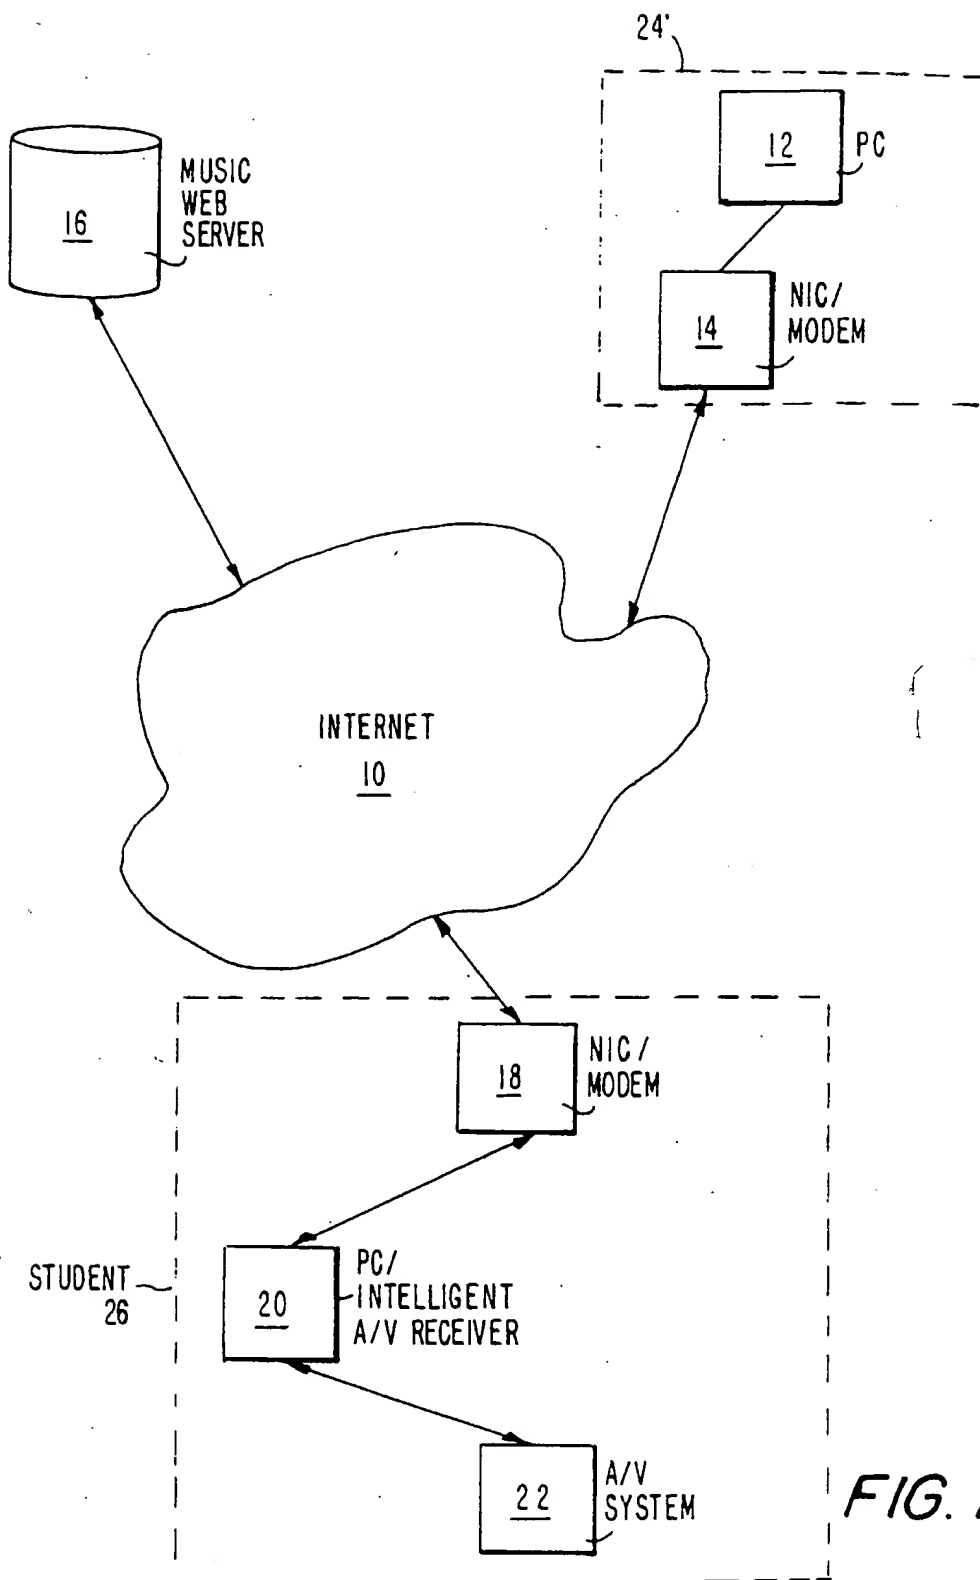 24'
12
PC
MUSIC
WEB
SERVER
16
NIC/
MODEM
14
INTERNET
10
18
NIC/
MODEM
STUDENT
26
20
PC/
INTELLIGENT
A/V RECEIVER
22
A/V
SYSTEM
FIG.